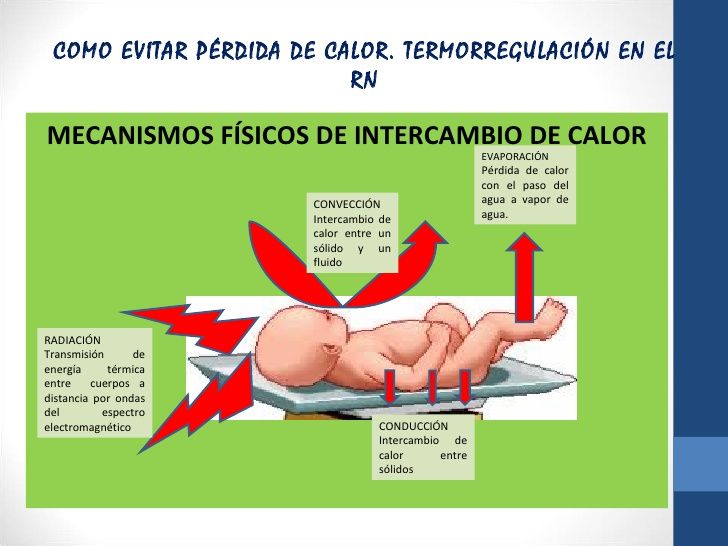 COMO EVITAR PÉRDIDA DE CALOR. TERMORREGULACIÓN EN EL
RN
MECANISMOS FÍSICOS DE INTERCAMBIO DE CALOR
EVAPORACIÓN
Pérdida de calor
con el paso del
agua a vapor de
agua.
CONVECCIÓN
Intercambio de
calor entre un
sólido y un
fluido
RADIACIÓN
Transmisión de
energía térmica
entre cuerpos a
distancia por ondas
del espectro
electromagnético
CONDUCCIÓN
Intercambio de
calor entre
sólidos